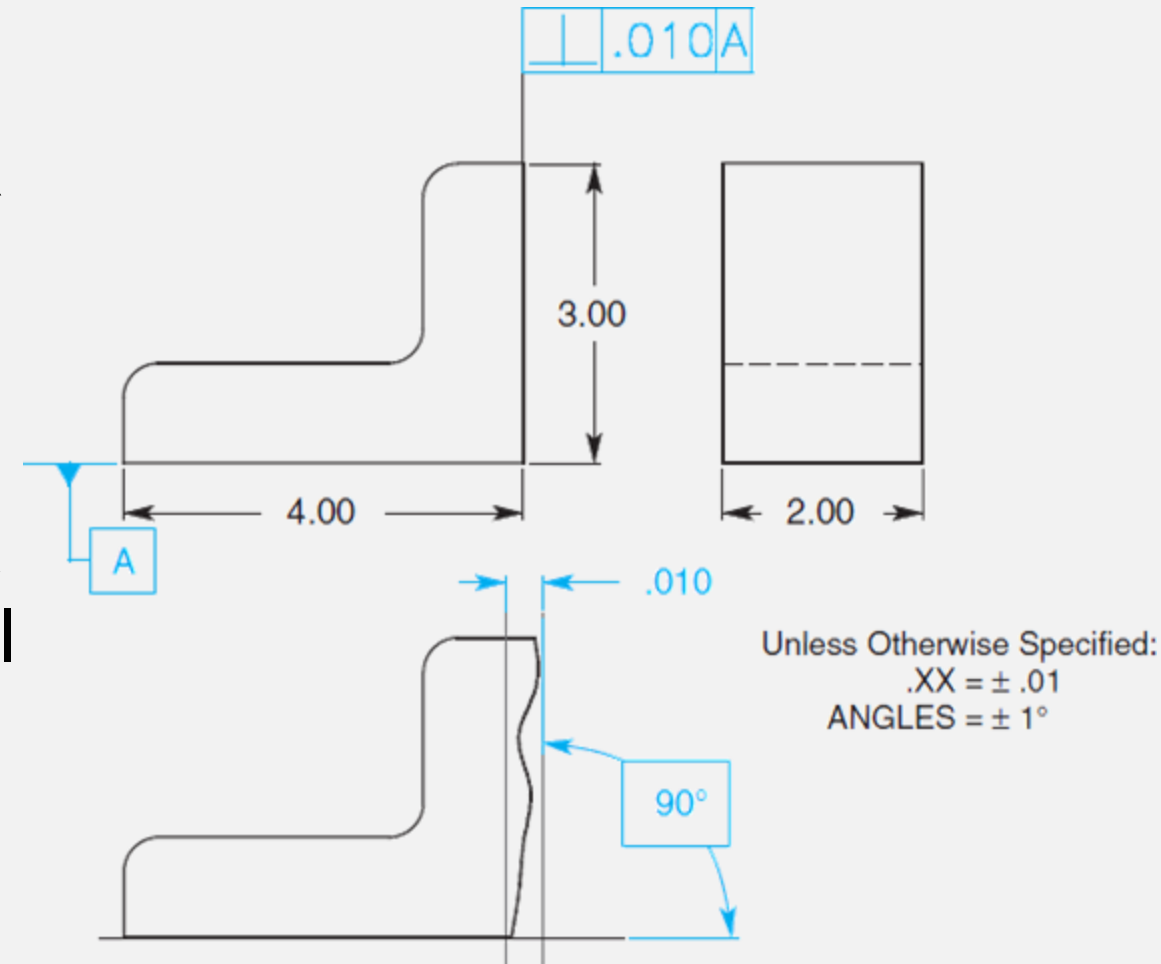 ⊥ .010 A
3.00
4.00
2.00
A
.010
Unless Otherwise Specified:
.XX = ± .01
ANGLES = ± 1°
90°